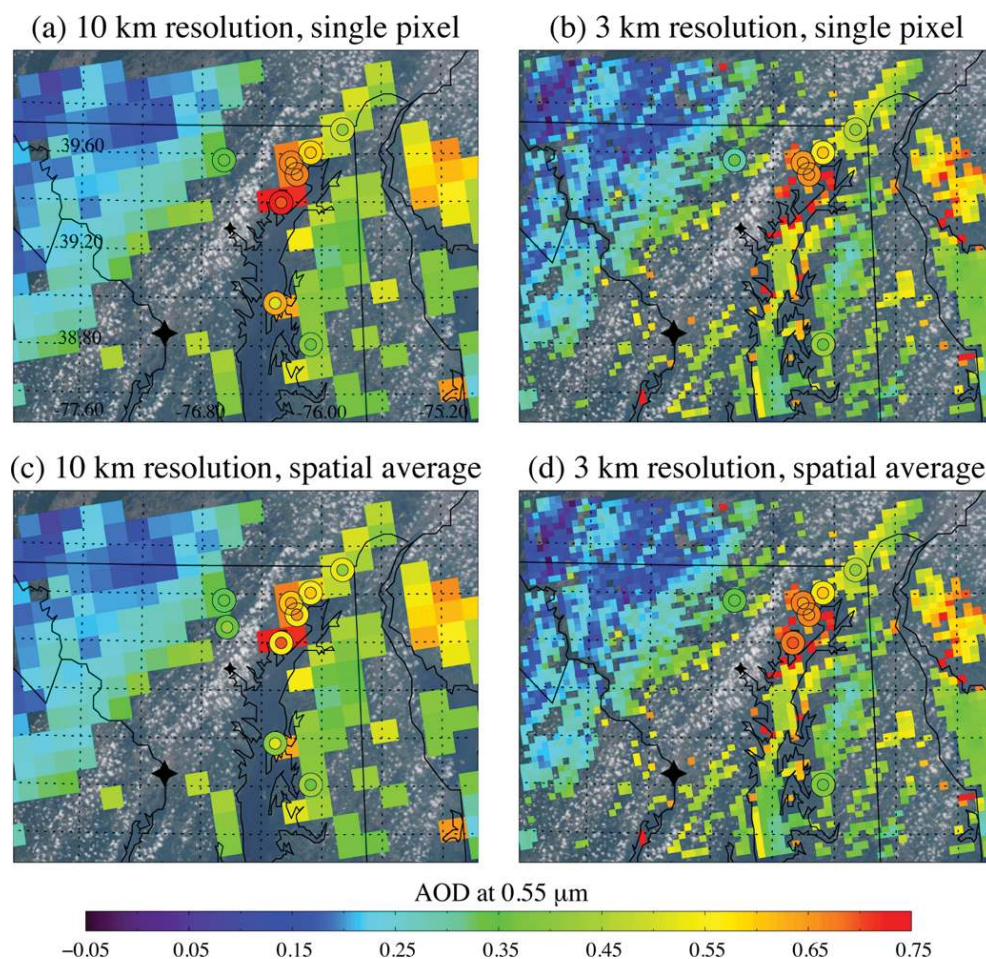 (a) 10 km resolution, single pixel
(b) 3 km resolution, single pixel
39.60
39.20
38.80
-77.60 -76.80 -76.00 -75.20
(c) 10 km resolution, spatial average
(d) 3 km resolution, spatial average
AOD at 0.55 μm
−0.05 0.05 0.15 0.25 0.35 0.45 0.55 0.65 0.75